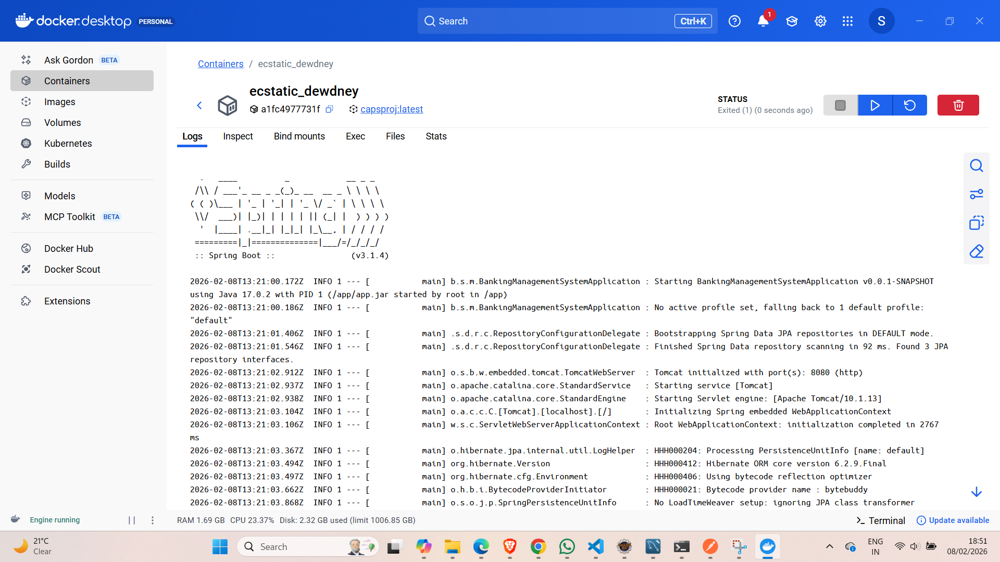 docker.desktop PERSONAL
Search Ctrl+K
1
S
Ask Gordon BETA
Containers
Images
Volumes
Kubernetes
Builds
Models
MCP Toolkit BETA
Docker Hub
Docker Scout
Extensions
Containers / ecstatic_dewdney
ecstatic_dewdney
a1fc4977731f capsproj:latest
STATUS
Exited (1) (0 seconds ago)
Logs Inspect Bind mounts Exec Files Stats
  .   ____          _            __ _ _
 /\\ / ___'_ __ _ _(_)_ __  __ _ \ \ \ \
( ( )\___ | '_ | '_| | '_ \/ _` | \ \ \ \
 \\/  ___)| |_)| | | | | || (_| |  ) ) ) )
  '  |____| .__|_| |_|_| |_\__, | / / / /
 =========|_|==============|___/=/_/_/_/
 :: Spring Boot ::                (v3.1.4)
2026-02-08T13:21:00.172Z  INFO 1 --- [           main] b.s.m.BankingManagementSystemApplication : Starting BankingManagementSystemApplication v0.0.1-SNAPSHOT
using Java 17.0.2 with PID 1 (/app/app.jar started by root in /app)
2026-02-08T13:21:00.186Z  INFO 1 --- [           main] b.s.m.BankingManagementSystemApplication : No active profile set, falling back to 1 default profile:
"default"
2026-02-08T13:21:01.406Z  INFO 1 --- [           main] .s.d.r.c.RepositoryConfigurationDelegate : Bootstrapping Spring Data JPA repositories in DEFAULT mode.
2026-02-08T13:21:01.546Z  INFO 1 --- [           main] .s.d.r.c.RepositoryConfigurationDelegate : Finished Spring Data repository scanning in 92 ms. Found 3 JPA
repository interfaces.
2026-02-08T13:21:02.912Z  INFO 1 --- [           main] o.s.b.w.embedded.tomcat.TomcatWebServer  : Tomcat initialized with port(s): 8080 (http)
2026-02-08T13:21:02.937Z  INFO 1 --- [           main] o.apache.catalina.core.StandardService   : Starting service [Tomcat]
2026-02-08T13:21:02.938Z  INFO 1 --- [           main] o.apache.catalina.core.StandardEngine    : Starting Servlet engine: [Apache Tomcat/10.1.13]
2026-02-08T13:21:03.104Z  INFO 1 --- [           main] o.a.c.c.C.[Tomcat].[localhost].[/]       : Initializing Spring embedded WebApplicationContext
2026-02-08T13:21:03.106Z  INFO 1 --- [           main] w.s.c.ServletWebServerApplicationContext : Root WebApplicationContext: initialization completed in 2767
ms
2026-02-08T13:21:03.367Z  INFO 1 --- [           main] o.hibernate.jpa.internal.util.LogHelper  : HHH000204: Processing PersistenceUnitInfo [name: default]
2026-02-08T13:21:03.494Z  INFO 1 --- [           main] org.hibernate.Version                    : HHH000412: Hibernate ORM core version 6.2.9.Final
2026-02-08T13:21:03.497Z  INFO 1 --- [           main] org.hibernate.cfg.Environment            : HHH000406: Using bytecode reflection optimizer
2026-02-08T13:21:03.662Z  INFO 1 --- [           main] o.h.b.i.BytecodeProviderInitiator        : HHH000021: Bytecode provider name : bytebuddy
2026-02-08T13:21:03.868Z  INFO 1 --- [           main] o.s.o.j.p.SpringPersistenceUnitInfo      : No LoadTimeWeaver setup: ignoring JPA class transformer
Engine running
RAM 1.69 GB CPU 23.37% Disk: 2.32 GB used (limit 1006.85 GB)
Terminal
Update available
21°C
Clear
Search
ENG
IN
18:51
08/02/2026